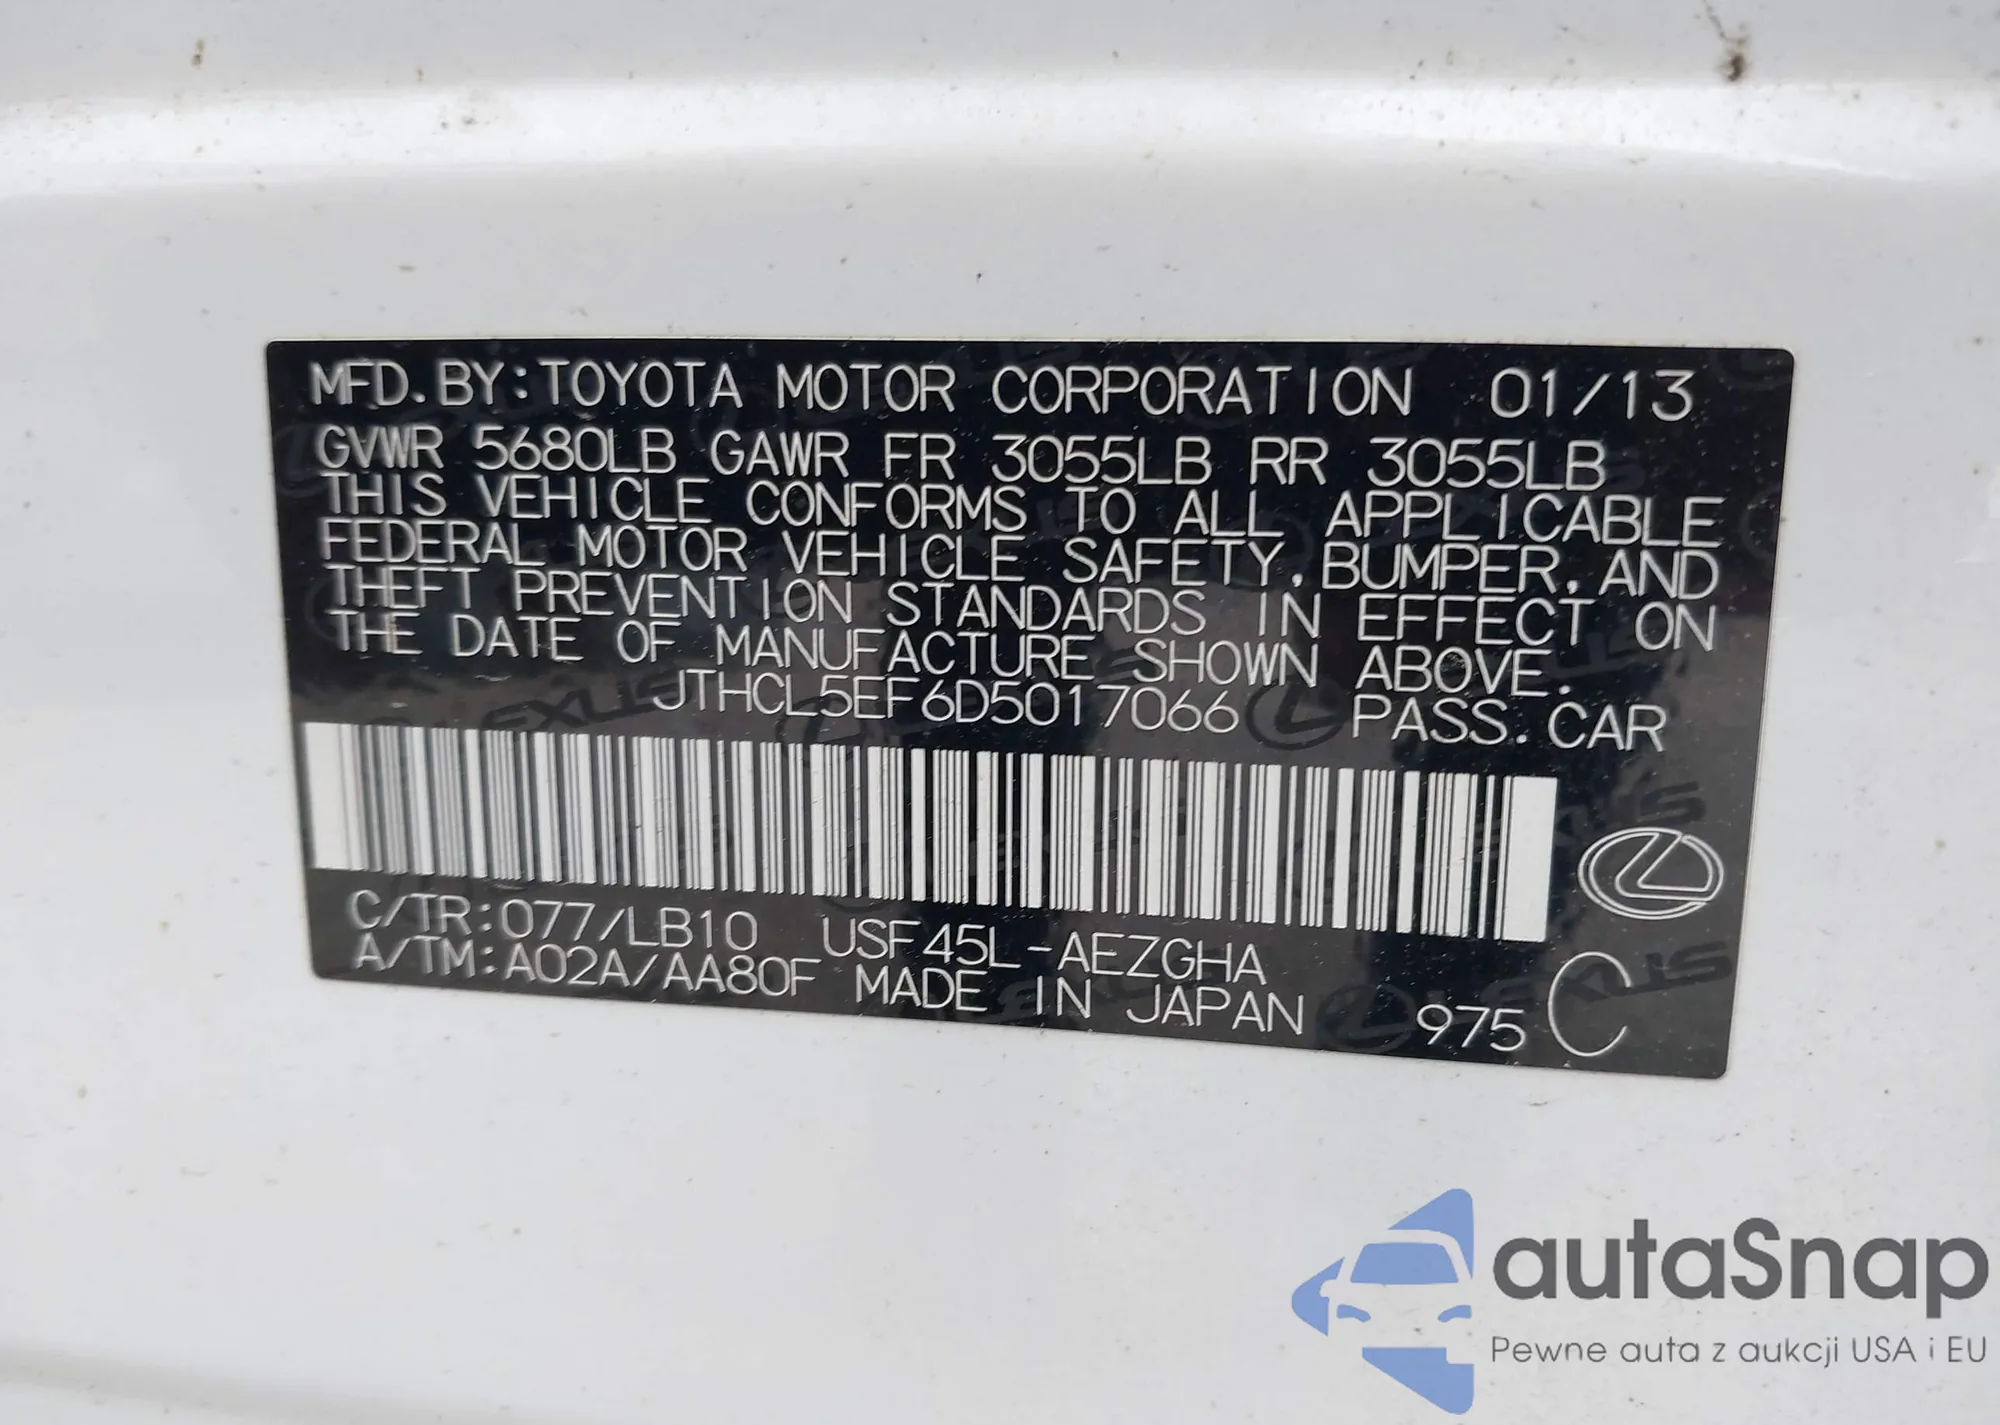 MFD. BY: TOYOTA MOTOR CORPORATION 01/13
GVWR 5680LB GAWR FR 3055LB RR 3055LB
THIS VEHICLE CONFORMS TO ALL APPLICABLE
FEDERAL MOTOR VEHICLE SAFETY, BUMPER, AND
THEFT PREVENTION STANDARDS IN EFFECT ON
THE DATE OF MANUFACTURE SHOWN ABOVE.
JTHCL5EF6D5017066 PASS. CAR
C/TR: 077/LB10 USF45L-AEZGHA
A/TM: A02A/AA80F MADE IN JAPAN 975 C
autaSnap
Pewne auta z aukcji USA i EU